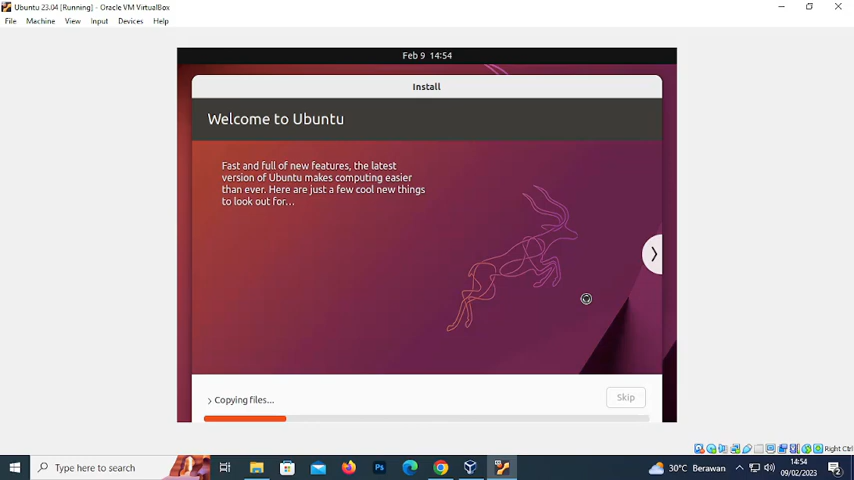 Ubuntu 23.04 [Running] - Oracle VM VirtualBox
File Machine View Input Devices Help
Feb 9 14:54
Install
Welcome to Ubuntu
Fast and full of new features, the latest
version of Ubuntu makes computing easier
than ever. Here are just a few cool new things
to look out for...
Copying files...
Skip
Right Ctrl
Type here to search
Ps
30°C Berawan
14:54
09/02/2023
2